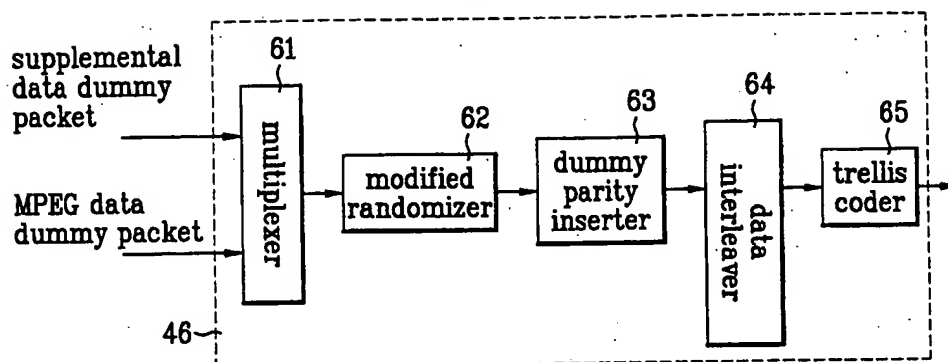 supplemental
data dummy
packet
MPEG data
dummy packet
61
multiplexer
62
modified
randomizer
63
dummy
parity
inserter
64
data
interleaver
65
trellis
coder
46